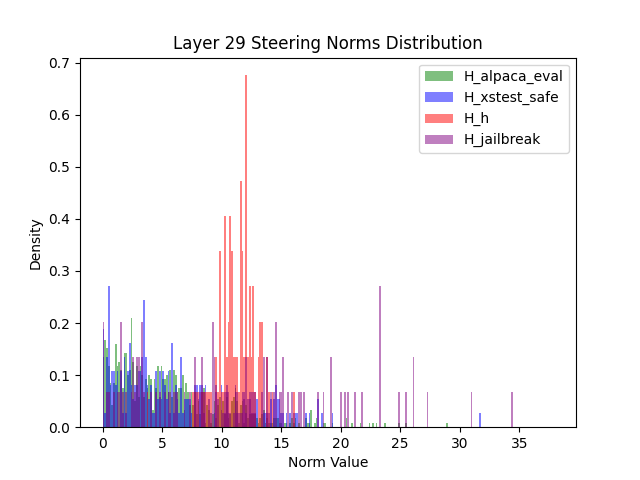 Layer 29 Steering Norms Distribution
0.7
0.6
0.5
0.4
0.3
0.2
0.1
0.0
Density
H_alpaca_eval
H_xstest_safe
H_h
H_jailbreak
0 5 10 15 20 25 30 35
Norm Value